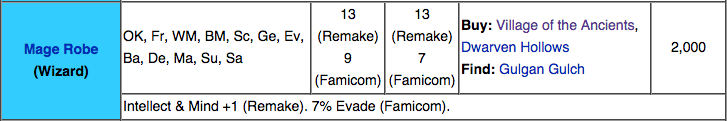 Mage Robe
(Wizard)
OK, Fr, WM, BM, Sc, Ge, Ev,
Ba, De, Ma, Su, Sa
13
(Remake)
9
(Famicom)
13
(Remake)
7
(Famicom)
Buy: Village of the Ancients,
Dwarven Hollows
Find: Gulgan Gulch
2,000
Intellect & Mind +1 (Remake). 7% Evade (Famicom).